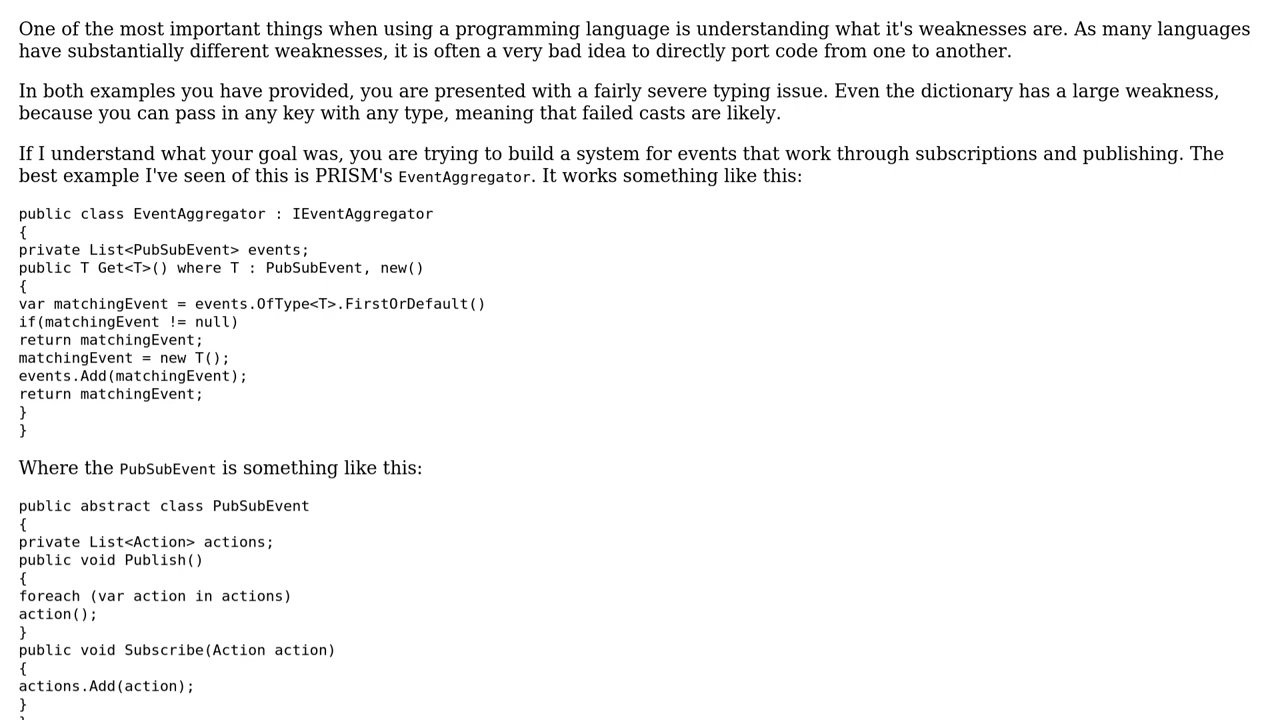 One of the most important things when using a programming language is understanding what it's weaknesses are. As many languages
have substantially different weaknesses, it is often a very bad idea to directly port code from one to another.
In both examples you have provided, you are presented with a fairly severe typing issue. Even the dictionary has a large weakness,
because you can pass in any key with any type, meaning that failed casts are likely.
If I understand what your goal was, you are trying to build a system for events that work through subscriptions and publishing. The
best example I've seen of this is PRISM's EventAggregator. It works something like this:
public class EventAggregator : IEventAggregator
{
private List<PubSubEvent> events;
public T Get<T>() where T : PubSubEvent, new()
{
var matchingEvent = events.OfType<T>.FirstOrDefault()
if(matchingEvent != null)
return matchingEvent;
matchingEvent = new T();
events.Add(matchingEvent);
return matchingEvent;
}
}
Where the PubSubEvent is something like this:
public abstract class PubSubEvent
{
private List<Action> actions;
public void Publish()
{
foreach (var action in actions)
action();
}
public void Subscribe(Action action)
{
actions.Add(action);
}
}